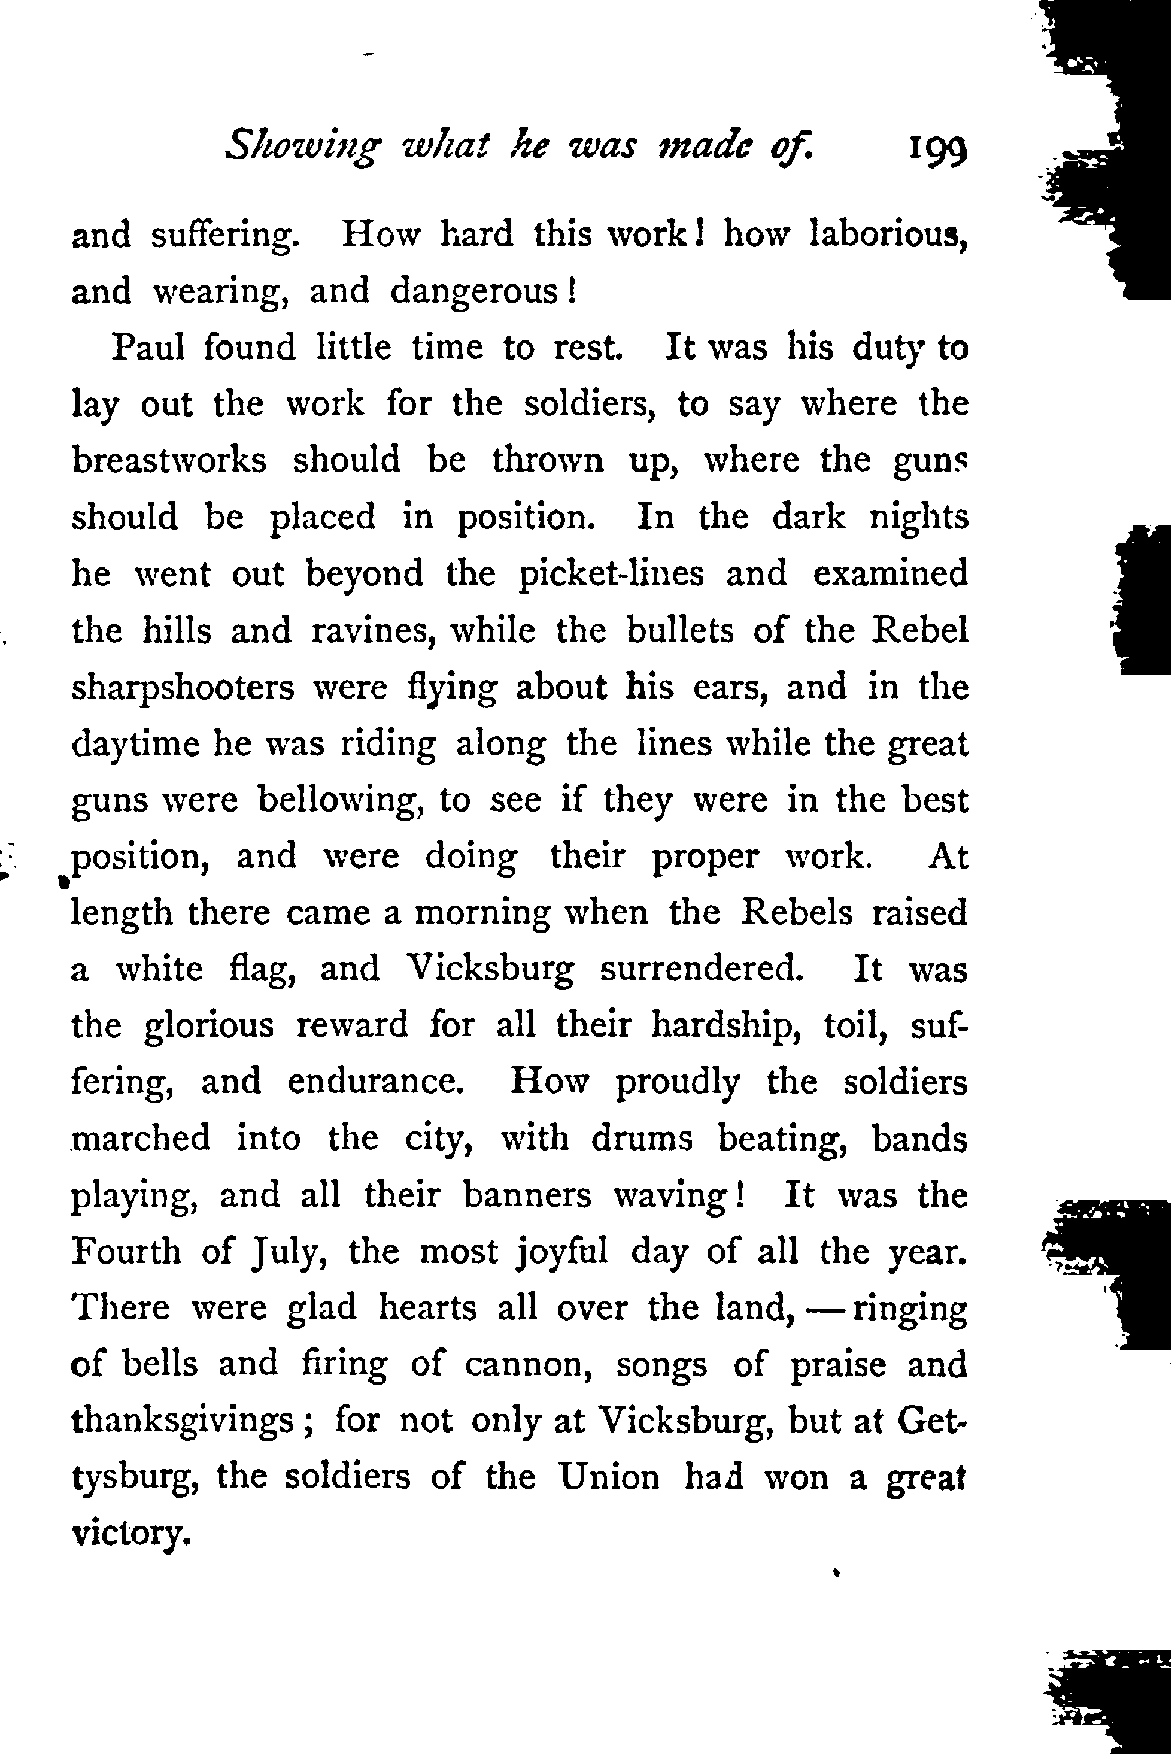 Showing what he was made of. 199
and suffering. How hard this work! how laborious,
and wearing, and dangerous!
Paul found little time to rest. It was his duty to
lay out the work for the soldiers, to say where the
breastworks should be thrown up, where the guns
should be placed in position. In the dark nights
he went out beyond the picket-lines and examined
the hills and ravines, while the bullets of the Rebel
sharpshooters were flying about his ears, and in the
daytime he was riding along the lines while the great
guns were bellowing, to see if they were in the best
position, and were doing their proper work. At
length there came a morning when the Rebels raised
a white flag, and Vicksburg surrendered. It was
the glorious reward for all their hardship, toil, suf-
fering, and endurance. How proudly the soldiers
marched into the city, with drums beating, bands
playing, and all their banners waving! It was the
Fourth of July, the most joyful day of all the year.
There were glad hearts all over the land, — ringing
of bells and firing of cannon, songs of praise and
thanksgivings; for not only at Vicksburg, but at Get-
tysburg, the soldiers of the Union had won a great
victory.